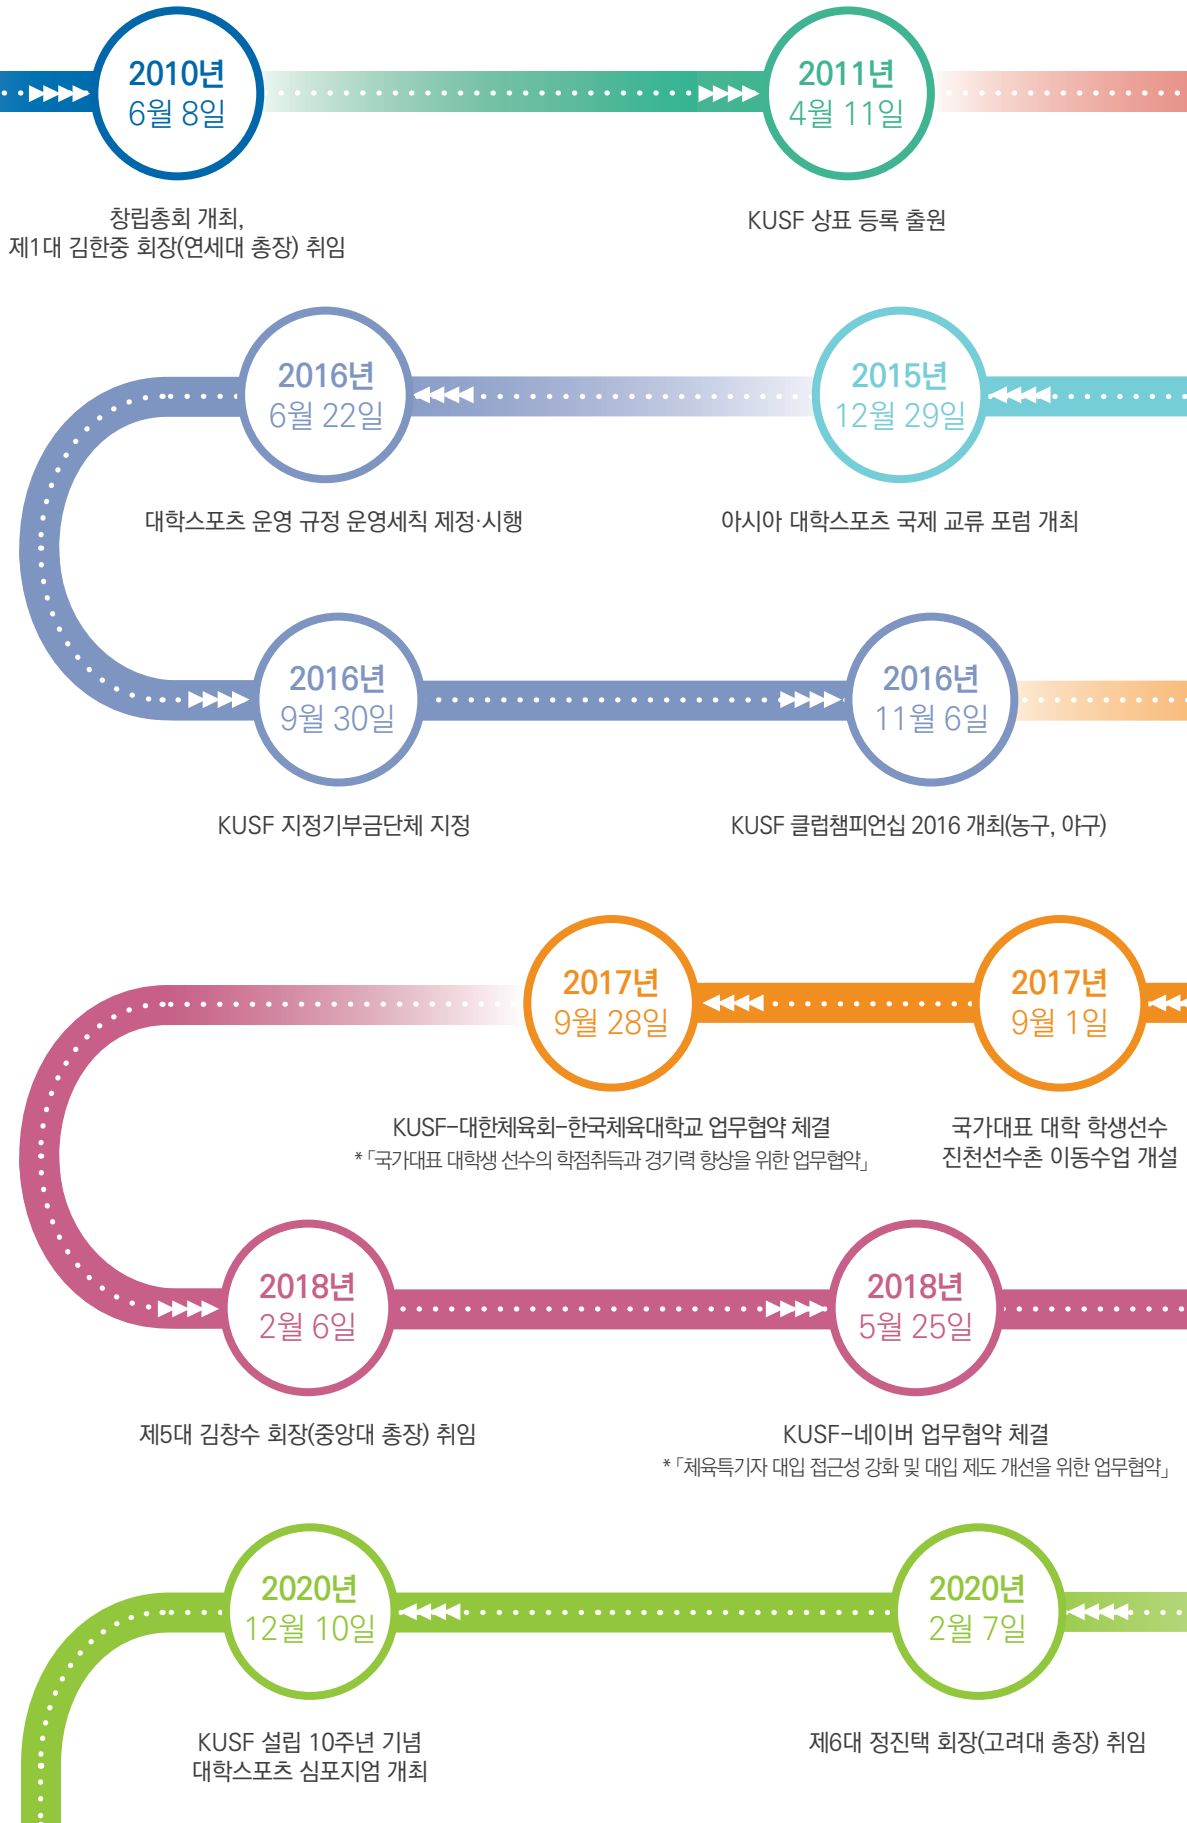 2010년
6월 8일
창립총회 개최,
제1대 김한중 회장(연세대 총장) 취임
2011년
4월 11일
KUSF 상표 등록 출원
2016년
6월 22일
대학스포츠 운영 규정 운영세칙 제정·시행
2015년
12월 29일
아시아 대학스포츠 국제 교류 포럼 개최
2016년
9월 30일
KUSF 지정기부금단체 지정
2016년
11월 6일
KUSF 클럽챔피언십 2016 개최(농구, 야구)
2017년
9월 28일
KUSF-대한체육회-한국체육대학교 업무협약 체결
*「국가대표 대학생 선수의 학점취득과 경기력 향상을 위한 업무협약」
2017년
9월 1일
국가대표 대학 학생선수
진천선수촌 이동수업 개설
2018년
2월 6일
제5대 김창수 회장(중앙대 총장) 취임
2018년
5월 25일
KUSF-네이버 업무협약 체결
*「체육특기자 대입 접근성 강화 및 대입 제도 개선을 위한 업무협약」
2020년
12월 10일
KUSF 설립 10주년 기념
대학스포츠 심포지엄 개최
2020년
2월 7일
제6대 정진택 회장(고려대 총장) 취임